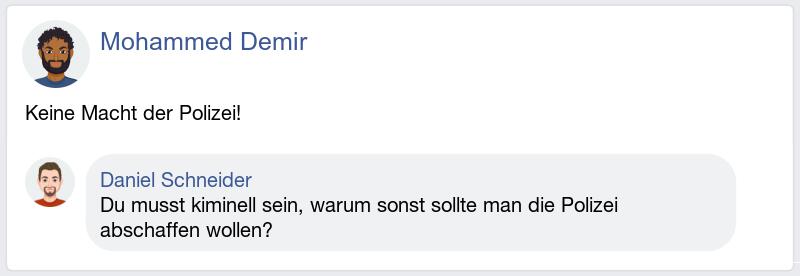 Mohammed Demir
Keine Macht der Polizei!
Daniel Schneider
Du musst kiminell sein, warum sonst sollte man die Polizei
abschaffen wollen?